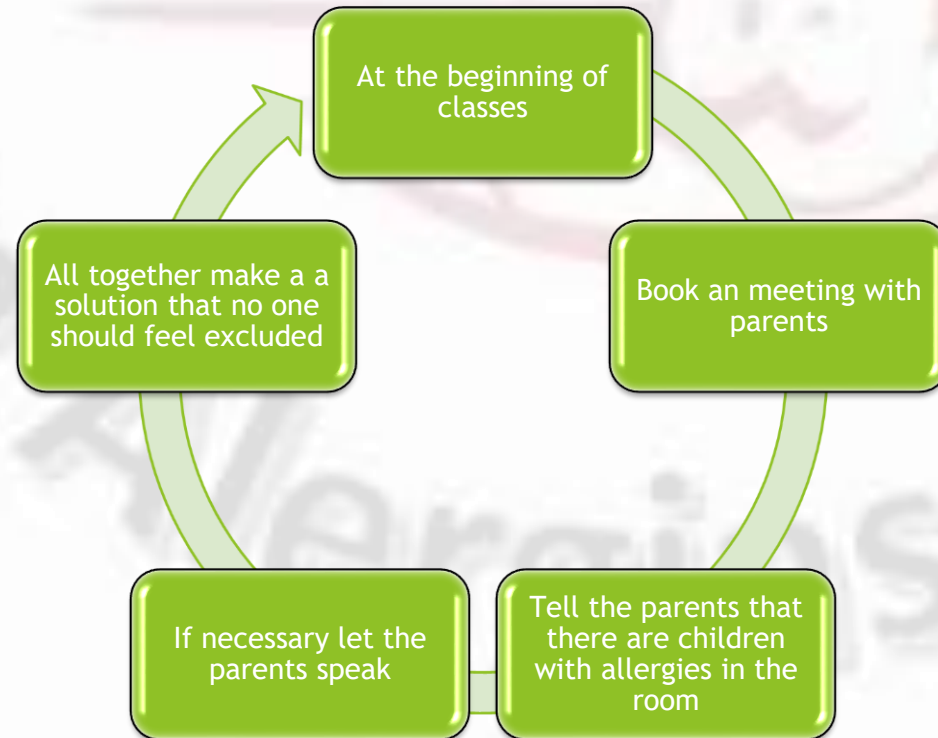 At the beginning of
classes
Book an meeting with
parents
Tell the parents that
there are children
with allergies in the
room
If necessary let the
parents speak
All together make a a
solution that no one
should feel excluded